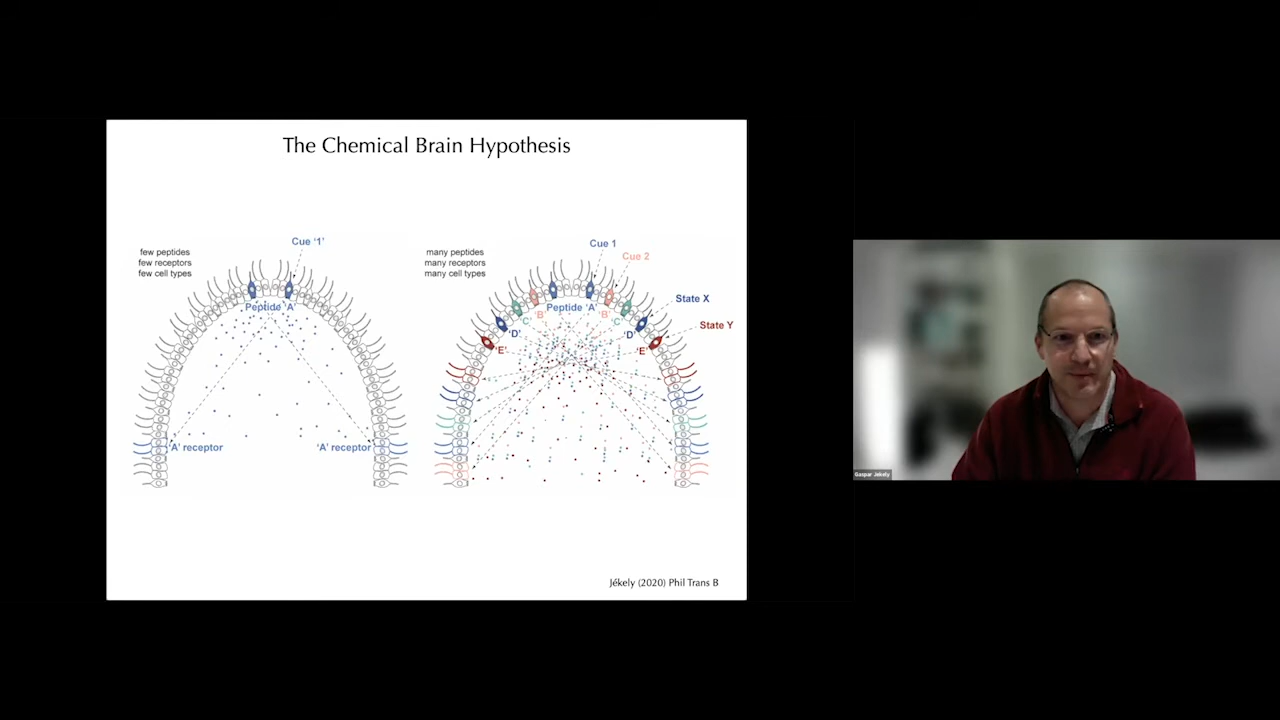 The Chemical Brain Hypothesis
few peptides
few receptors
few cell types
Cue ‘1’
Peptide ‘A’
‘A’ receptor
‘A’ receptor
many peptides
many receptors
many cell types
Cue 1
Cue 2
State X
State Y
Peptide ‘A’
‘B’
‘B’
C
C
‘D’
‘D’
‘E’
‘E’
Jékely (2020) Phil Trans B
Gaspar Jekely